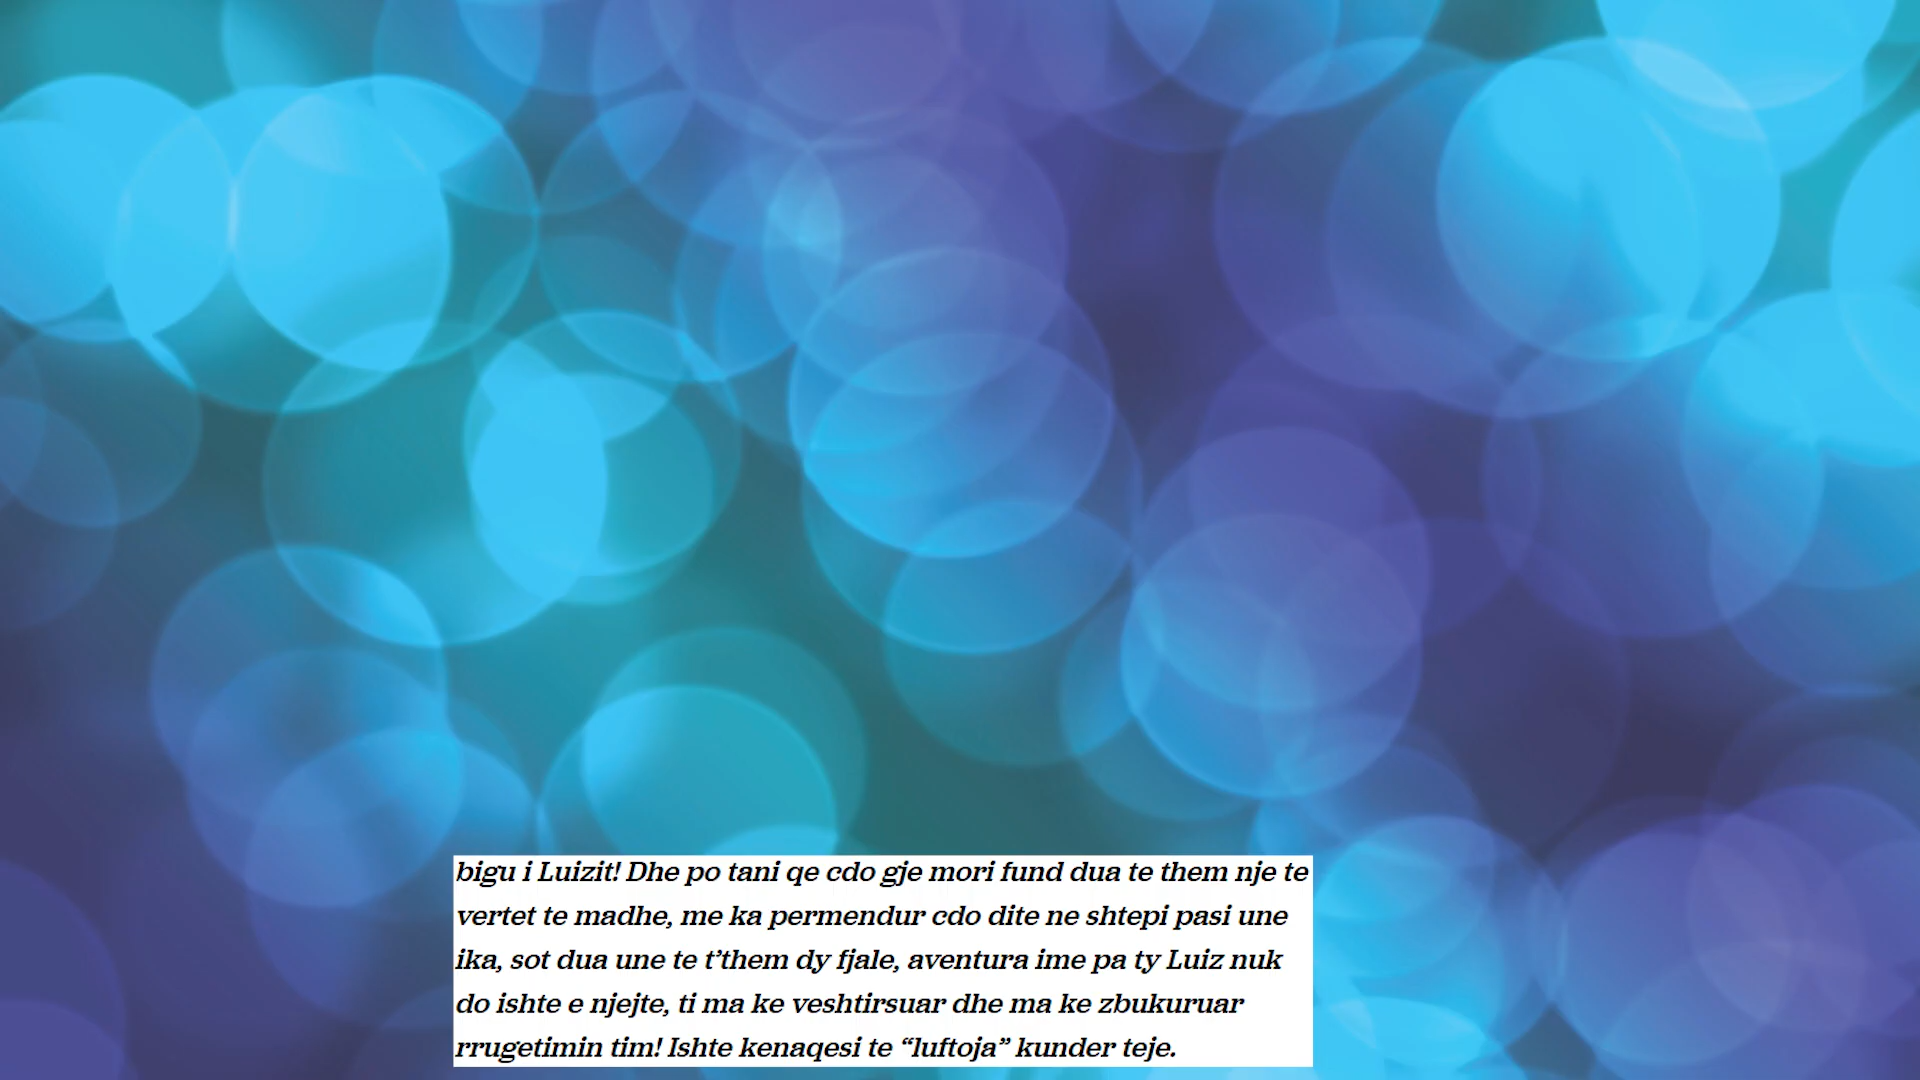 bigu i Luizit! Dhe po tani qe cdo gje mori fund dua te them nje te
vertet te madhe, me ka permendur cdo dite ne shtepi pasi une
ika, sot dua une te t’them dy fjale, aventura ime pa ty Luiz nuk
do ishte e njejte, ti ma ke veshtirsuar dhe ma ke zbukuruar
rrugetimin tim! Ishte kenaqesi te “luftoja” kunder teje.